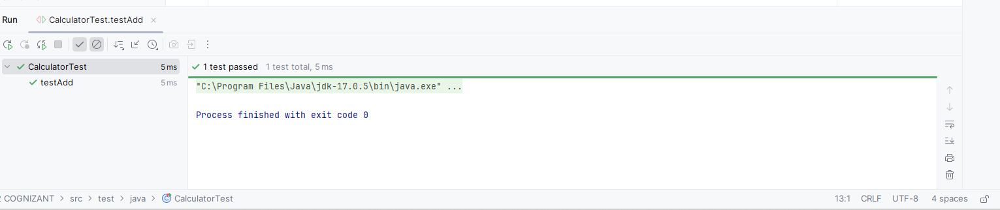 Run CalculatorTest.testAdd
CalculatorTest 5 ms
testAdd 5 ms
1 test passed 1 test total, 5 ms
"C:\Program Files\Java\jdk-17.0.5\bin\java.exe" ...
Process finished with exit code 0
COGNIZANT > src > test > java > CalculatorTest
13:1 CRLF UTF-8 4 spaces